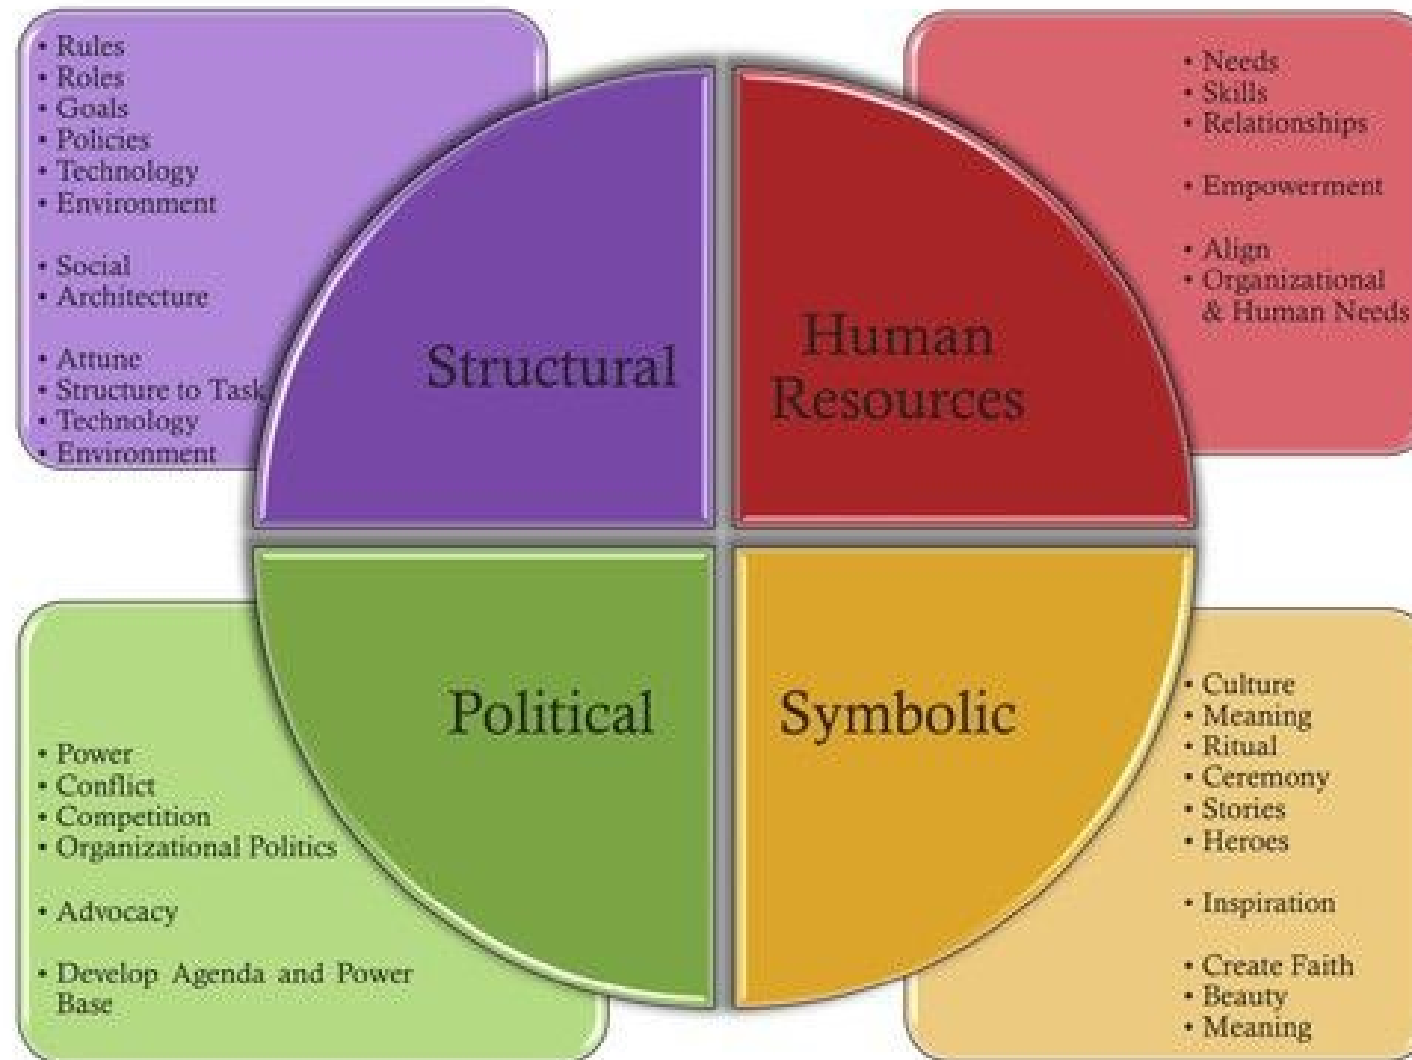 • Rules
• Roles
• Goals
• Policies
• Technology
• Environment
• Social
• Architecture
• Attune
• Structure to Task
• Technology
• Environment
Structural
Human
Resources
• Needs
• Skills
• Relationships
• Empowerment
• Align
• Organizational
& Human Needs
• Power
• Conflict
• Competition
• Organizational Politics
• Advocacy
• Develop Agenda and Power
Base
Political
Symbolic
• Culture
• Meaning
• Ritual
• Ceremony
• Stories
• Heroes
• Inspiration
• Create Faith
• Beauty
• Meaning